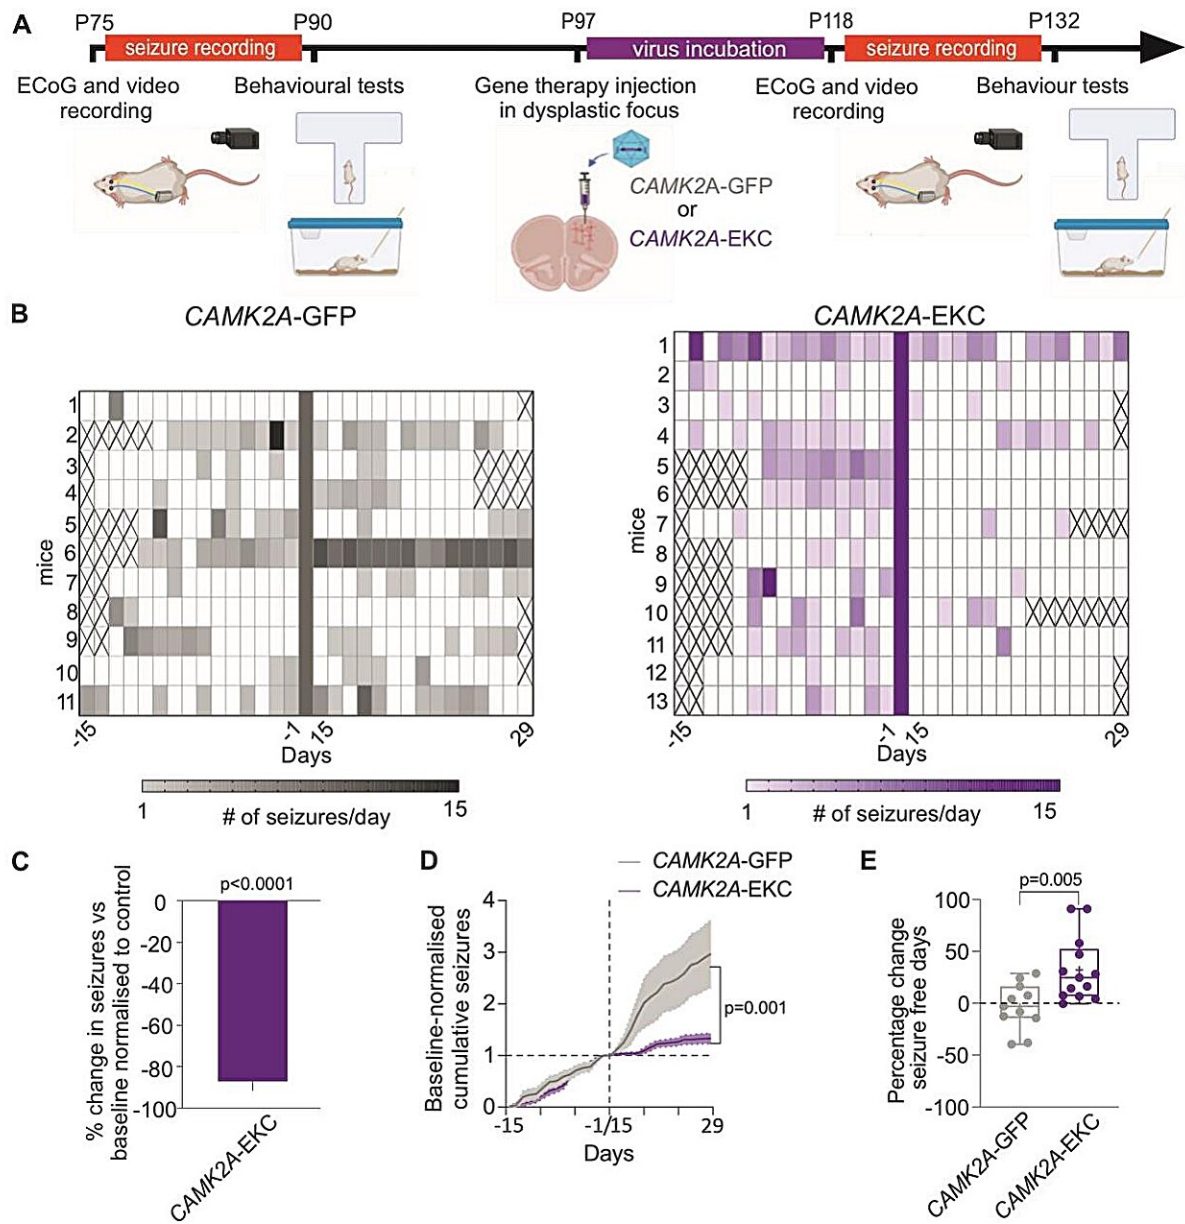 A
P75
P90
P97
P118
P132
seizure recording
virus incubation
seizure recording
ECoG and video
recording
Behavioural tests
Gene therapy injection
in dysplastic focus
ECoG and video
recording
Behaviour tests
CAMK2A-GFP
or
CAMK2A-EKC
B
CAMK2A-GFP
mice
1
2
3
4
5
6
7
8
9
10
11
-15
-1
15
29
Days
1
15
# of seizures/day
CAMK2A-EKC
mice
1
2
3
4
5
6
7
8
9
10
11
12
13
-15
-1
15
29
Days
1
15
# of seizures/day
C
% change in seizures vs
baseline normalised to control
p<0.0001
0
-20
-40
-60
-80
-100
CAMK2A-EKC
D
CAMK2A-GFP
CAMK2A-EKC
Baseline-normalised
cumulative seizures
4
3
2
1
0
p=0.001
-15
-1/15
29
Days
E
p=0.005
Percentage change
seizure free days
100
50
0
-50
-100
CAMK2A-GFP
CAMK2A-EKC